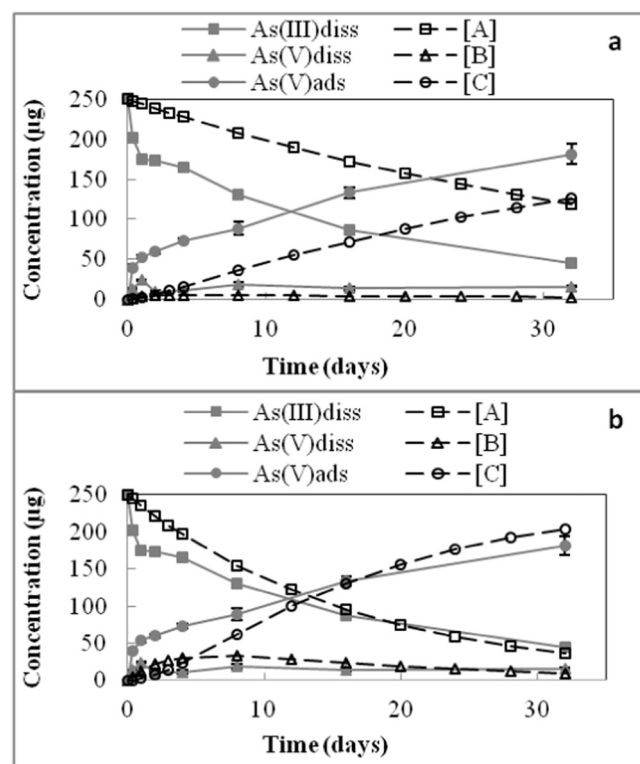 As(III)diss [A]
As(V)diss [B]
As(V)ads [C]
a
250
200
150
100
50
0
Concentration (µg)
0 10 20 30
Time (days)
As(III)diss [A]
As(V)diss [B]
As(V)ads [C]
b
250
200
150
100
50
0
Concentration (µg)
0 10 20 30
Time (days)